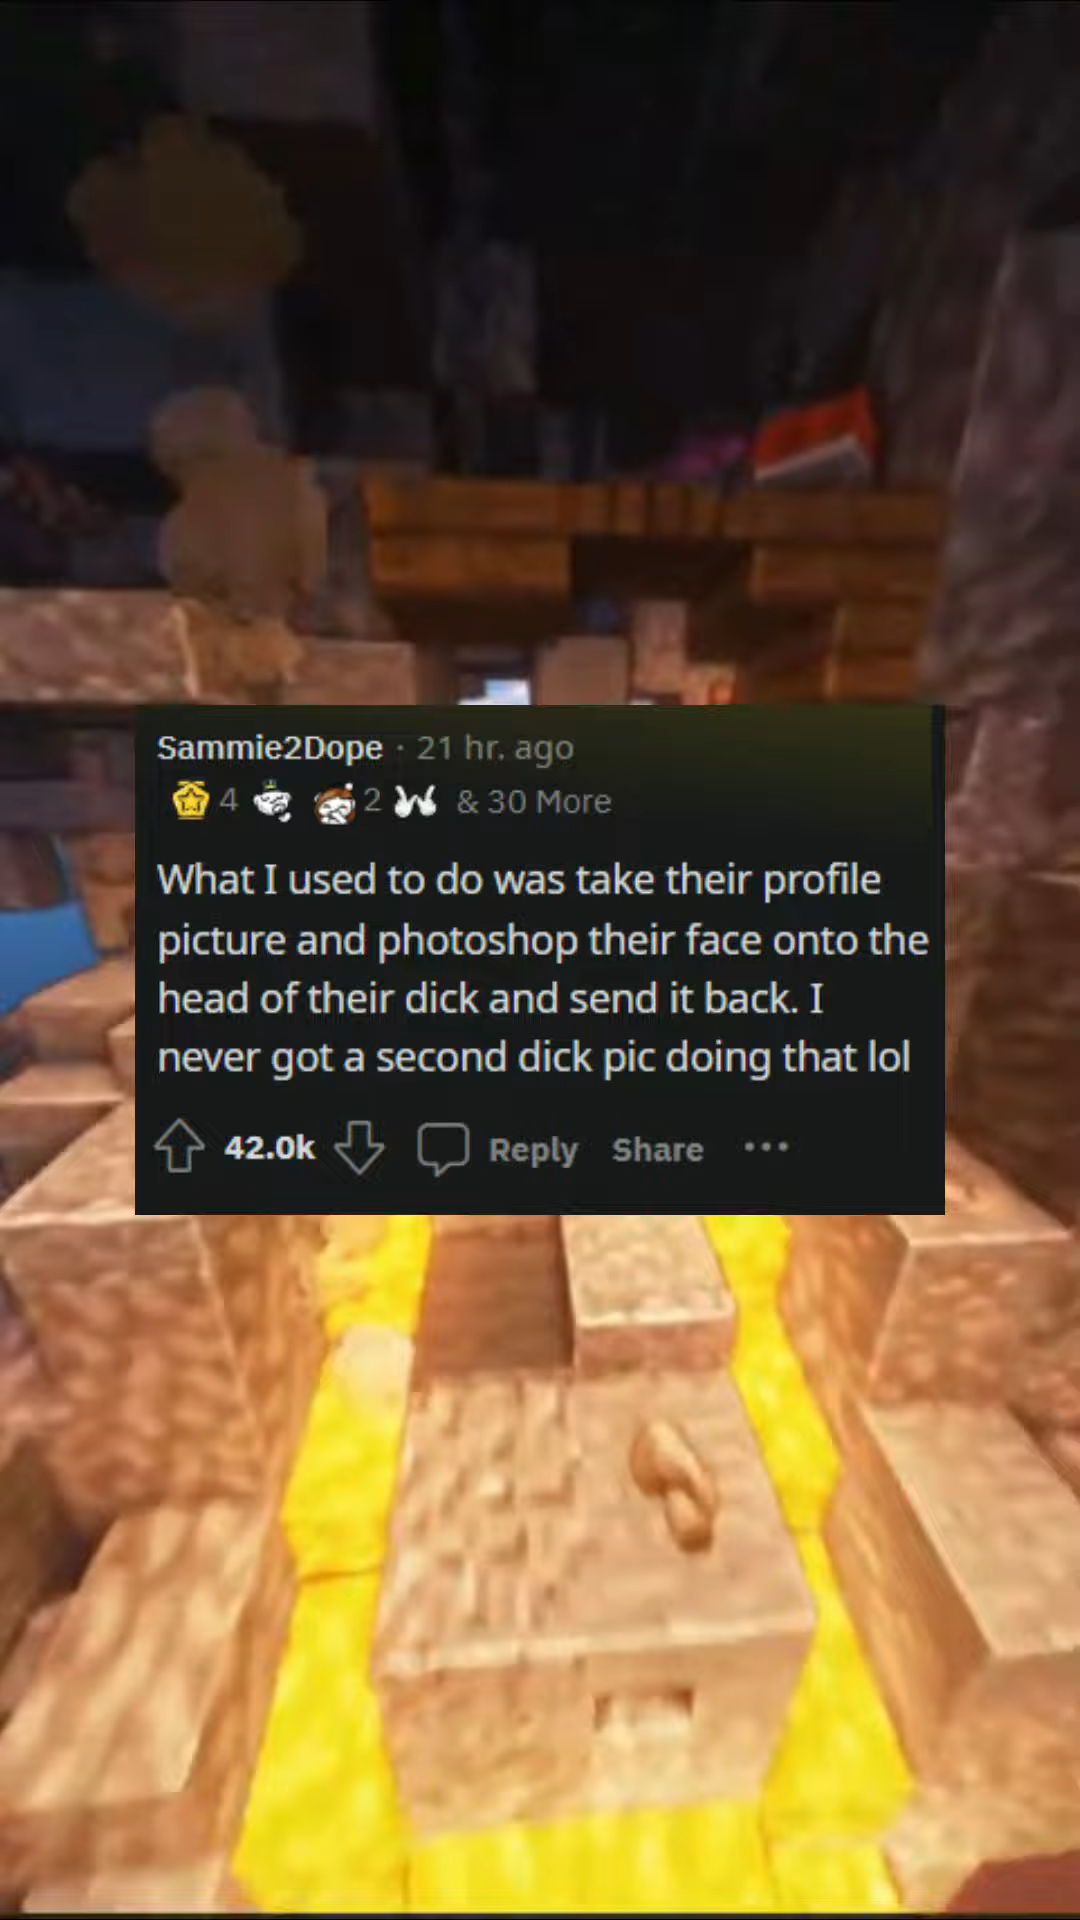 Sammie2Dope · 21 hr. ago
4 2 & 30 More
What I used to do was take their profile
picture and photoshop their face onto the
head of their dick and send it back. I
never got a second dick pic doing that lol
42.0k Reply Share ···